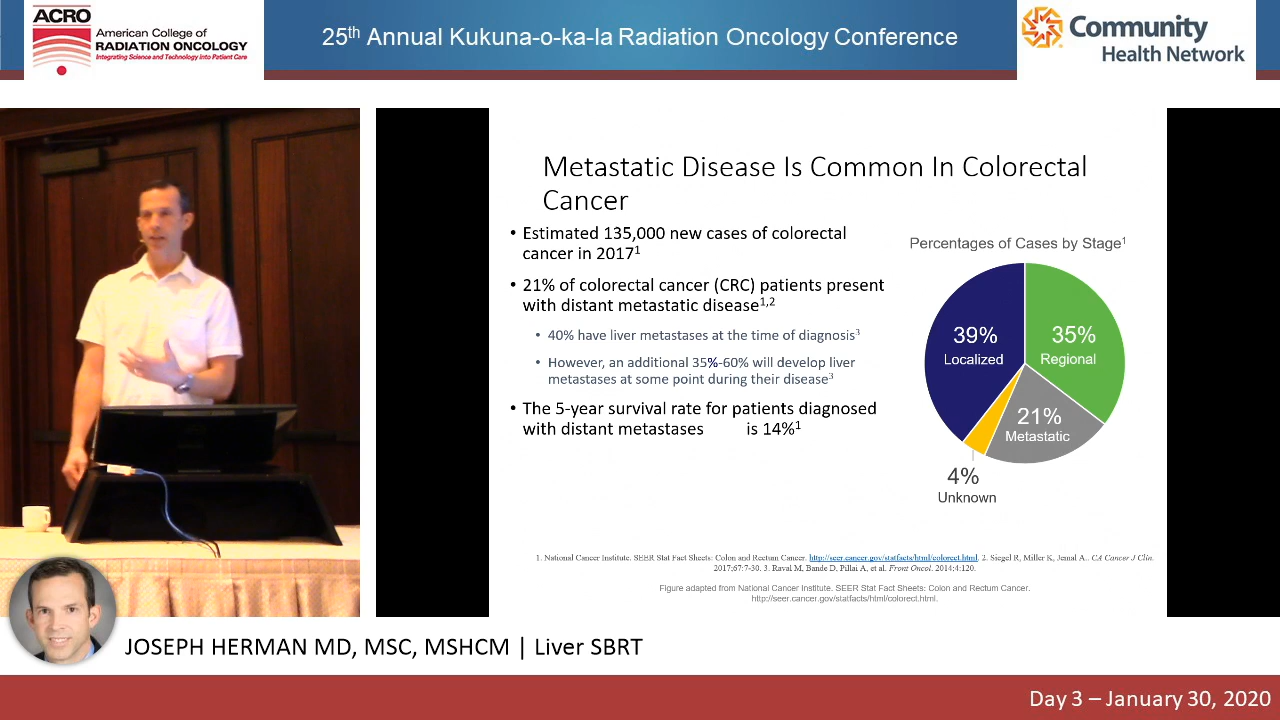 ACRO
American College of
RADIATION ONCOLOGY
Integrating Science and Technology Into Patient Care
25th Annual Kukuna-o-ka-la Radiation Oncology Conference
Community
Health Network
Metastatic Disease Is Common In Colorectal
Cancer
• Estimated 135,000 new cases of colorectal
cancer in 2017¹
• 21% of colorectal cancer (CRC) patients present
with distant metastatic disease¹,²
• 40% have liver metastases at the time of diagnosis³
• However, an additional 35%-60% will develop liver
metastases at some point during their disease³
• The 5-year survival rate for patients diagnosed
with distant metastases is 14%¹
Percentages of Cases by Stage¹
39%
Localized
35%
Regional
21%
Metastatic
4%
Unknown
1. National Cancer Institute. SEER Stat Fact Sheets: Colon and Rectum Cancer. http://seer.cancer.gov/statfacts/html/colorect.html. 2. Siegel R, Miller K, Jemal A.. CA Cancer J Clin.
2017;67:7-30. 3. Raval M, Bande D, Pillai A, et al. Front Oncol. 2014:4:120.
Figure adapted from National Cancer Institute. SEER Stat Fact Sheets: Colon and Rectum Cancer.
http://seer.cancer.gov/statfacts/html/colorect.html.
JOSEPH HERMAN MD, MSC, MSHCM | Liver SBRT
Day 3 – January 30, 2020